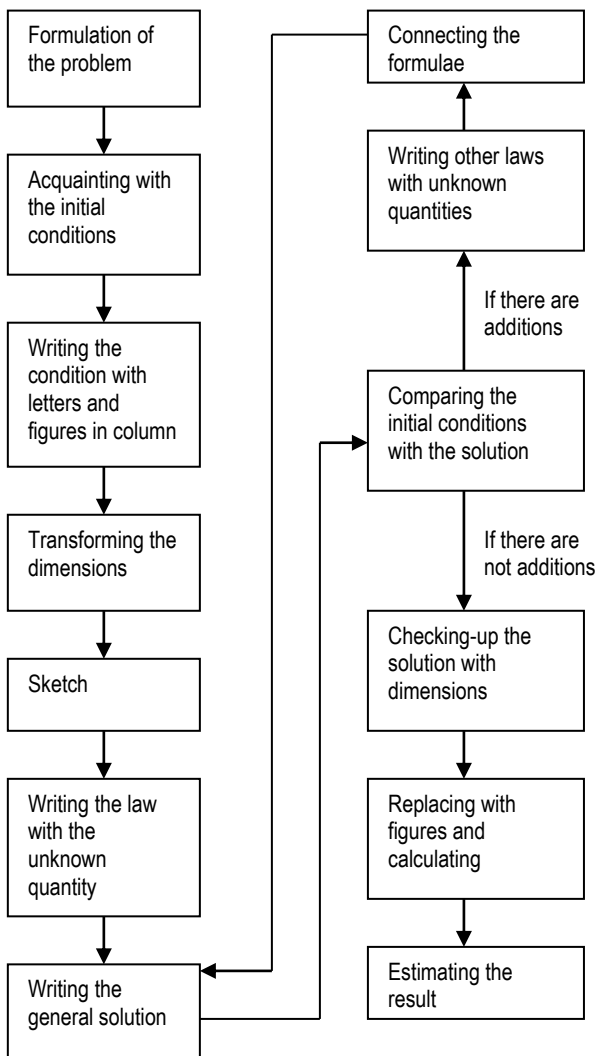 Formulation of
the problem
Acquainting with
the initial
conditions
Writing the
condition with
letters and
figures in column
Transforming the
dimensions
Sketch
Writing the law
with the
unknown
quantity
Writing the
general solution
Connecting the
formulae
Writing other laws
with unknown
quantities
If there are
additions
Comparing the
initial conditions
with the solution
If there are
not additions
Checking-up the
solution with
dimensions
Replacing with
figures and
calculating
Estimating the
result